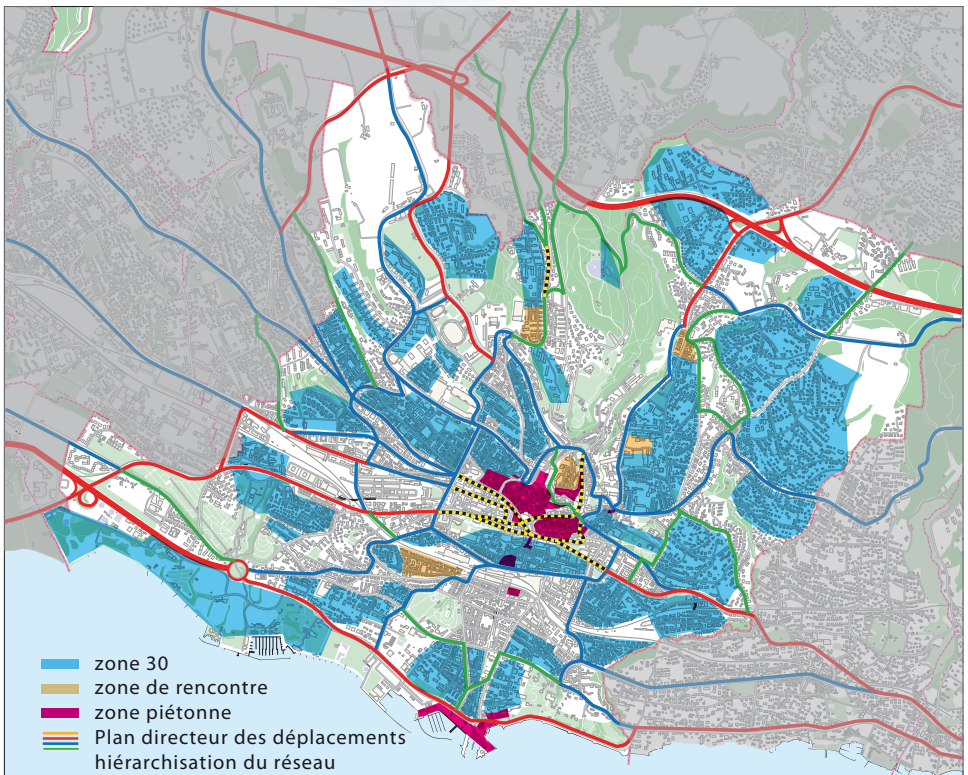 zone 30
zone de rencontre
zone piétonne
Plan directeur des déplacements
hiérarchisation du réseau